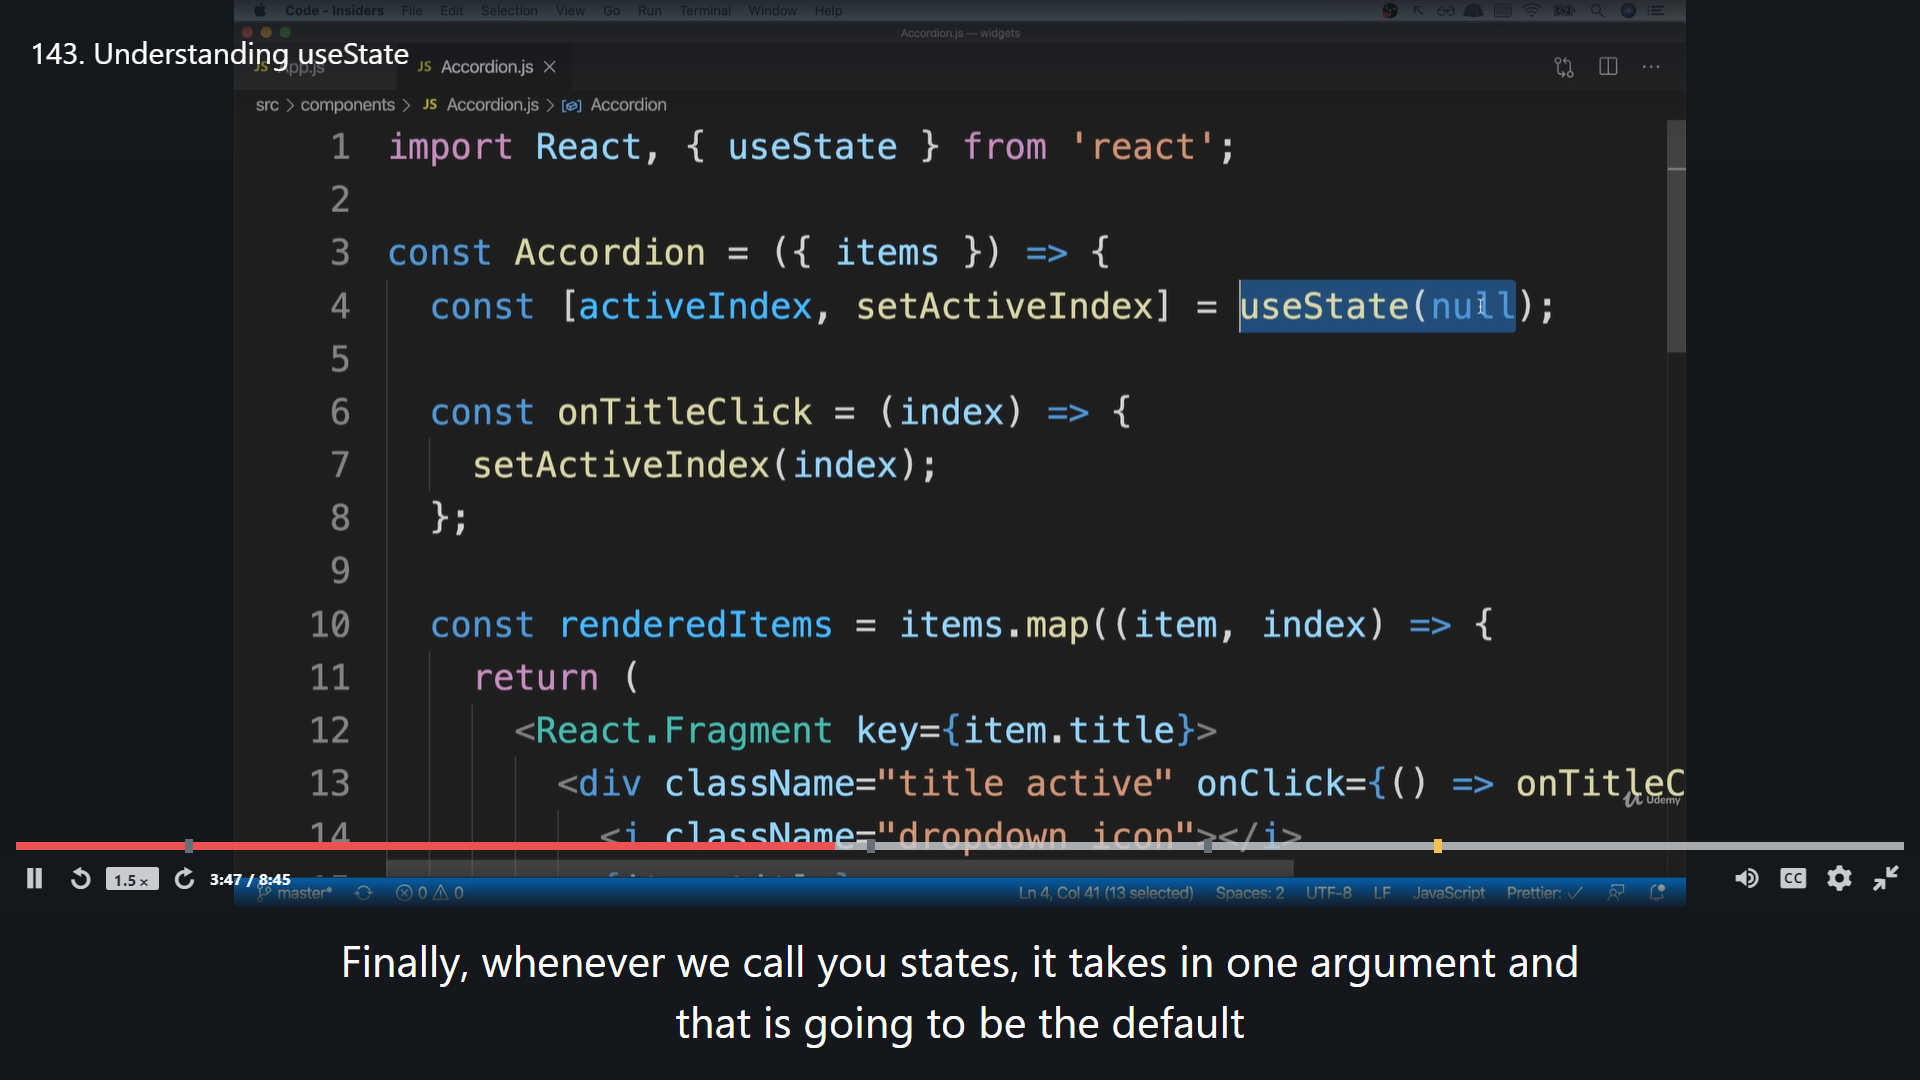 Code - Insiders File Edit Selection View Go Run Terminal Window Help
Accordion.js — widgets
143. Understanding useState
JS App.js JS Accordion.js
src > components > JS Accordion.js > Accordion
1 import React, { useState } from 'react';
2
3 const Accordion = ({ items }) => {
4 const [activeIndex, setActiveIndex] = useState(null);
5
6 const onTitleClick = (index) => {
7 setActiveIndex(index);
8 };
9
10 const renderedItems = items.map((item, index) => {
11 return (
12 <React.Fragment key={item.title}>
13 <div className="title active" onClick={() => onTitleC
Udemy
14 <i className="dropdown icon"></i>
1.5× 3:47 / 8:45 CC
master* 0 0 Ln 4, Col 41 (13 selected) Spaces: 2 UTF-8 LF JavaScript Prettier: ✓
Finally, whenever we call you states, it takes in one argument and
that is going to be the default